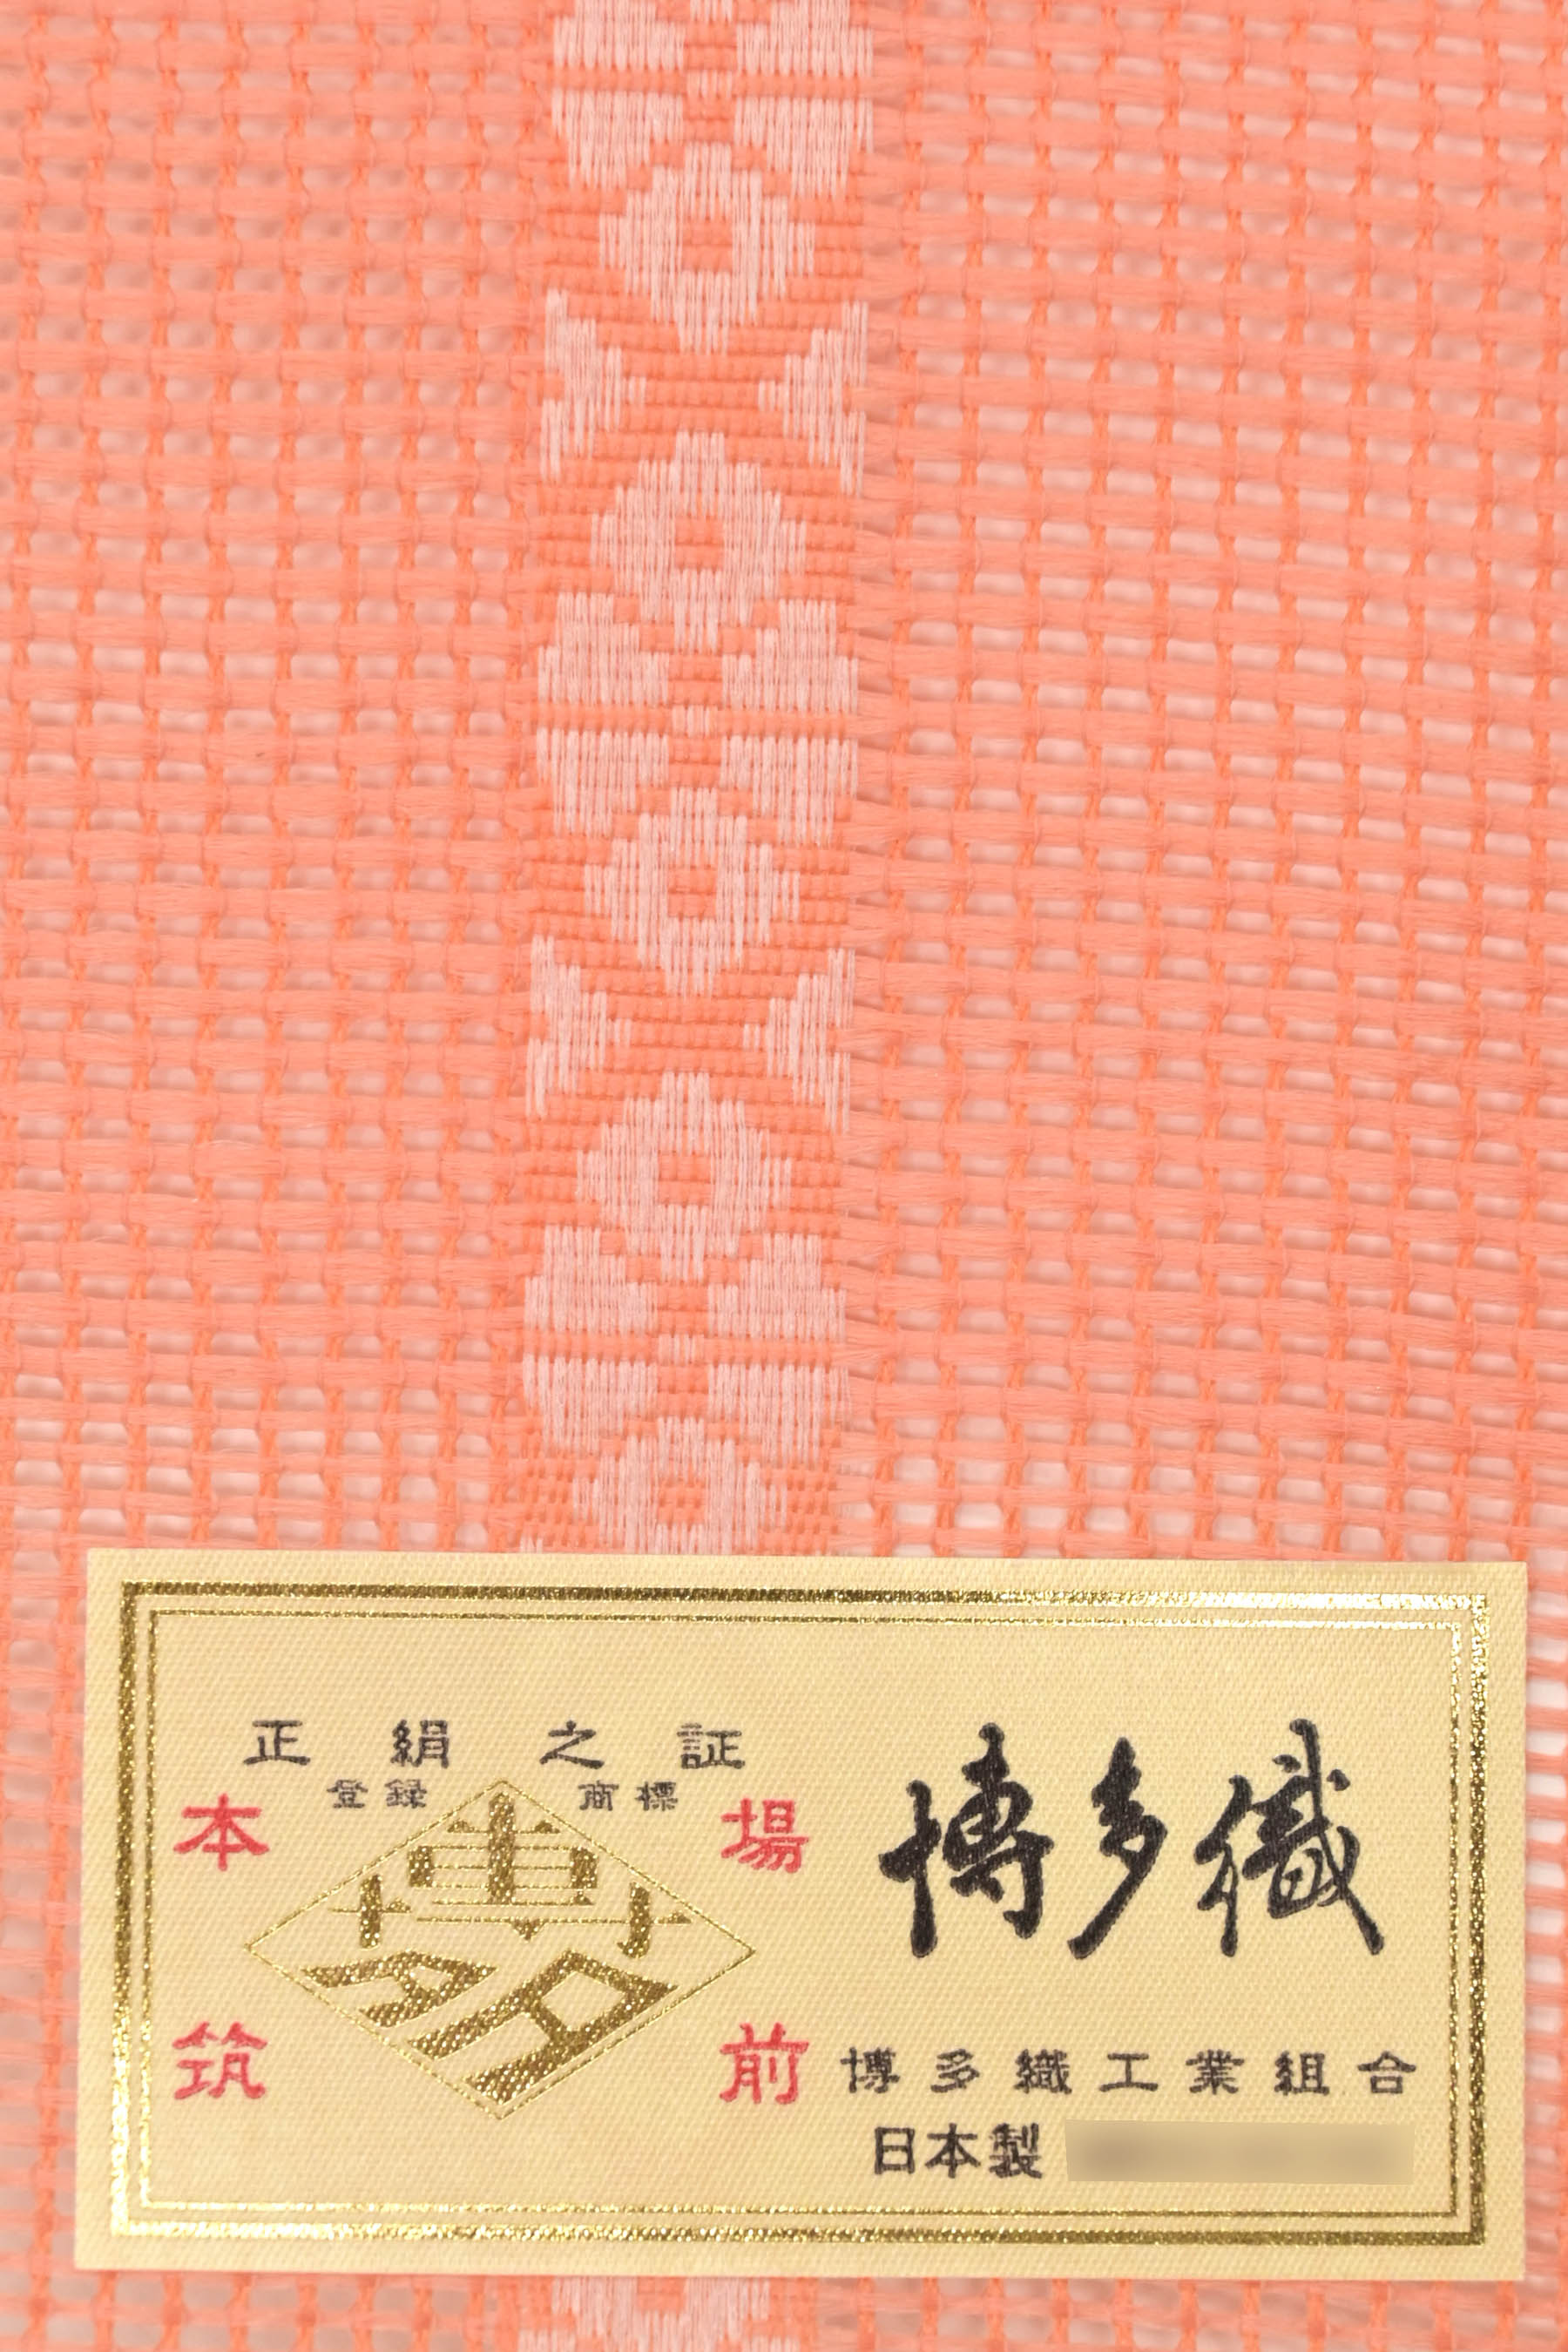 正絹之証
登録商標
本場
筑前
博多織
博多織工業組合
日本製